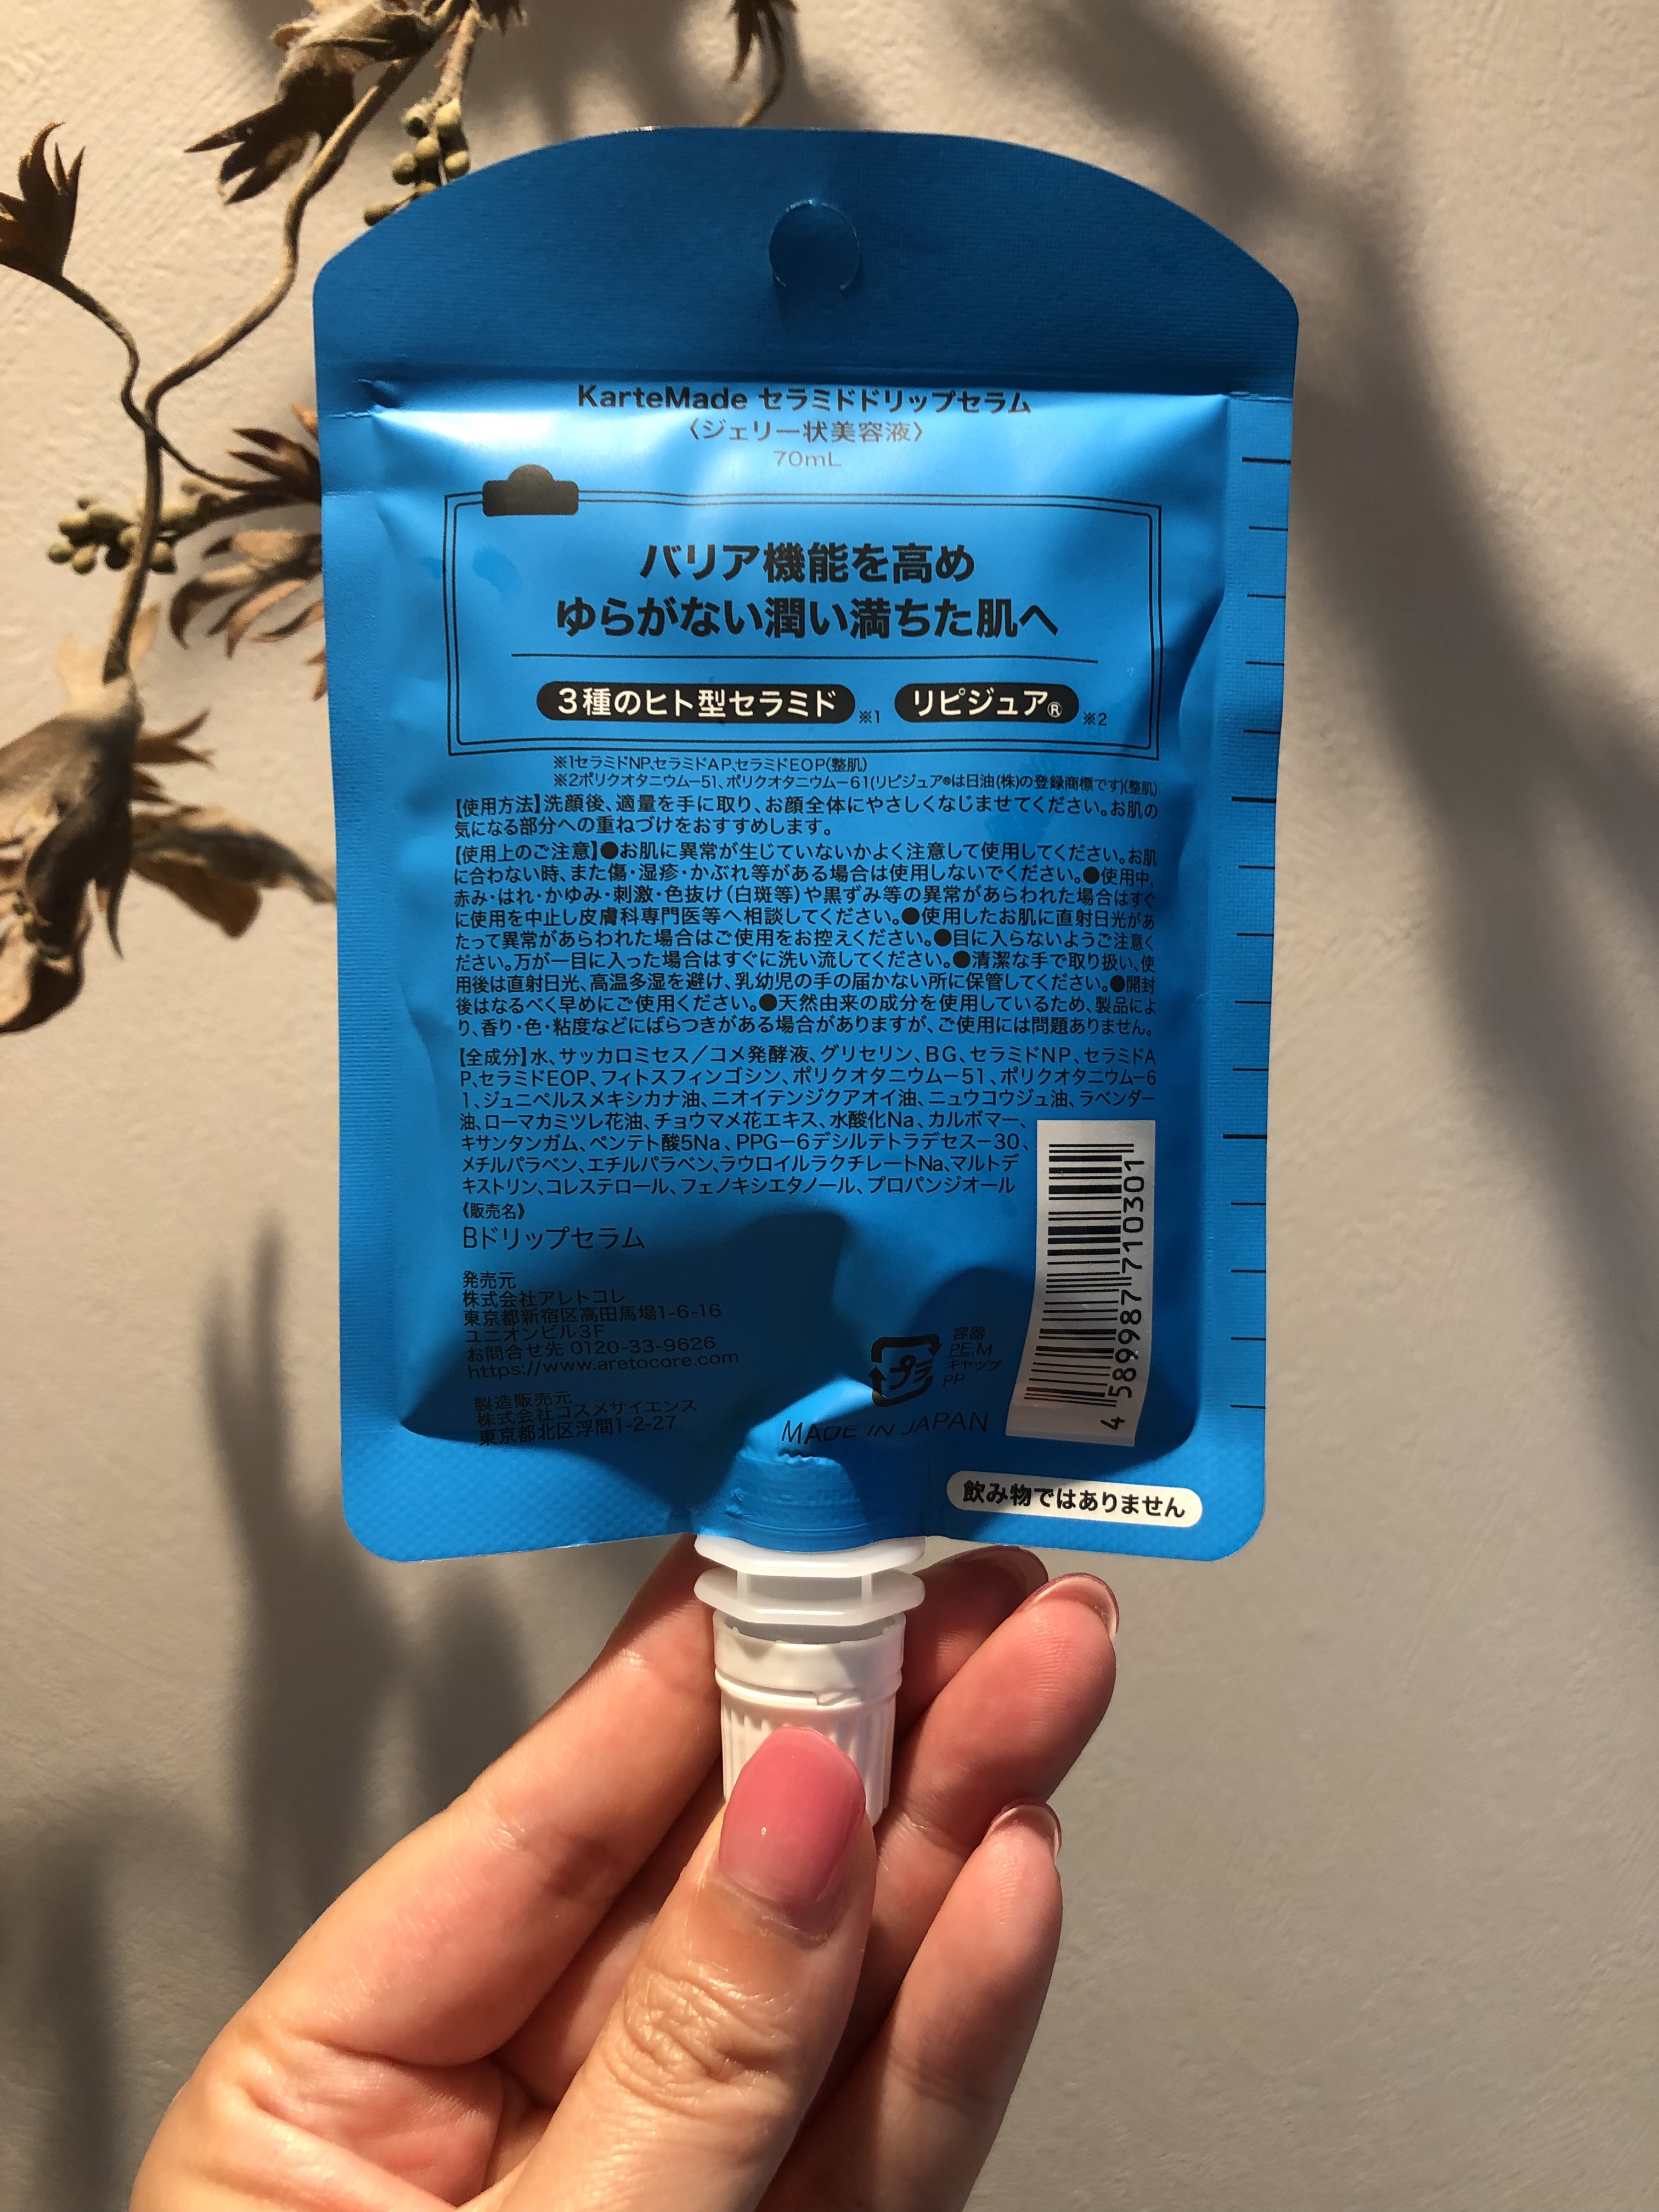 KarteMade セラミドドリップセラム
〈ジェリー状美容液〉
70mL
バリア機能を高め
ゆらがない潤い満ちた肌へ
3種のヒト型セラミド ※1 リピジュア® ※2
※1セラミドNP、セラミドAP、セラミドEOP(整肌)
※2ポリクオタニウム-51、ポリクオタニウム-61(リピジュア®は日油(株)の登録商標です)(整肌)
【使用方法】洗顔後、適量を手に取り、お顔全体にやさしくなじませてください。お肌の
気になる部分への重ねづけをおすすめします。
【使用上のご注意】●お肌に異常が生じていないかよく注意して使用してください。お肌
に合わない時、また傷・湿疹・かぶれ等がある場合は使用しないでください。●使用中、
赤み・はれ・かゆみ・刺激・色抜け(白斑等)や黒ずみ等の異常があらわれた場合はすぐ
に使用を中止し皮膚科専門医等へ相談してください。●使用したお肌に直射日光があ
たって異常があらわれた場合はご使用をお控えください。●目に入らないようご注意く
ださい。万が一目に入った場合はすぐに洗い流してください。●清潔な手で取り扱い、使
用後は直射日光、高温多湿を避け、乳幼児の手の届かない所に保管してください。●開封
後はなるべく早めにご使用ください。●天然由来の成分を使用しているため、製品によ
り、香り・色・粘度などにばらつきがある場合がありますが、ご使用には問題ありません。
【全成分】水、サッカロミセス/コメ発酵液、グリセリン、BG、セラミドNP、セラミドA
P、セラミドEOP、フィトスフィンゴシン、ポリクオタニウム-51、ポリクオタニウム-6
1、ジュニペルスメキシカナ油、ニオイテンジクアオイ油、ニュウコウジュ油、ラベンダー
油、ローマカミツレ花油、チョウマメ花エキス、水酸化Na、カルボマー、
キサンタンガム、ペンテト酸5Na、PPG-6デシルテトラデセス-30、
メチルパラベン、エチルパラベン、ラウロイルラクチレートNa、マルトデ
キストリン、コレステロール、フェノキシエタノール、プロパンジオール
《販売名》
Bドリップセラム
発売元
株式会社アレトコレ
東京都新宿区高田馬場1-6-16
ユニオンビル3F
お問合せ先 0120-33-9626
https://www.aretocore.com
製造販売元
株式会社コスメサイエンス
東京都北区浮間1-2-27
プラ
容器
PE,M
キャップ
PP
MADE IN JAPAN
4 589987 710301
飲み物ではありません